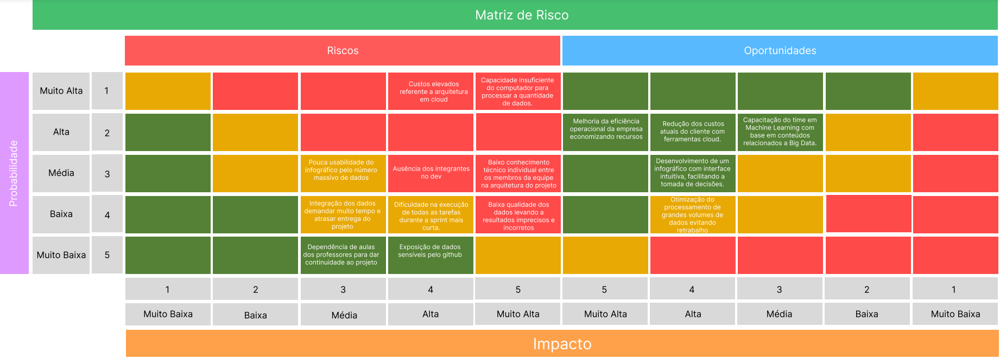 Matriz de Risco
Riscos
Oportunidades
Probabilidade
Muito Alta
1
Custos elevados
referente a arquitetura
em cloud
Capacidade insuficiente
do computador para
processar a quantidade
de dados.
Alta
2
Melhoria da eficiência
operacional da empresa
economizando recursos
Redução dos custos
atuais do cliente com
ferramentas cloud.
Capacitação do time em
Machine Learning com
base em conteúdos
relacionados a Big Data.
Média
3
Pouca usabilidade do
infográfico pelo número
massivo de dados
Ausência dos integrantes
no dev
Baixo conhecimento
técnico individual entre
os membros da equipe
na arquitetura do projeto
Desenvolvimento de um
infográfico com interface
intuitiva, facilitando a
tomada de decisões.
Baixa
4
Integração dos dados
demandar muito tempo e
atrasar entrega do
projeto
Dificuldade na execução
de todas as tarefas
durante a sprint mais
curta.
Baixa qualidade dos
dados levando a
resultados imprecisos e
incorretos
Otimização do
processamento de
grandes volumes de
dados evitando
retrabalho
Muito Baixa
5
Dependência de aulas
dos professores para dar
continuidade ao projeto
Exposição de dados
sensíveis pelo github
1
2
3
4
5
5
4
3
2
1
Muito Baixa
Baixa
Média
Alta
Muito Alta
Muito Alta
Alta
Média
Baixa
Muito Baixa
Impacto